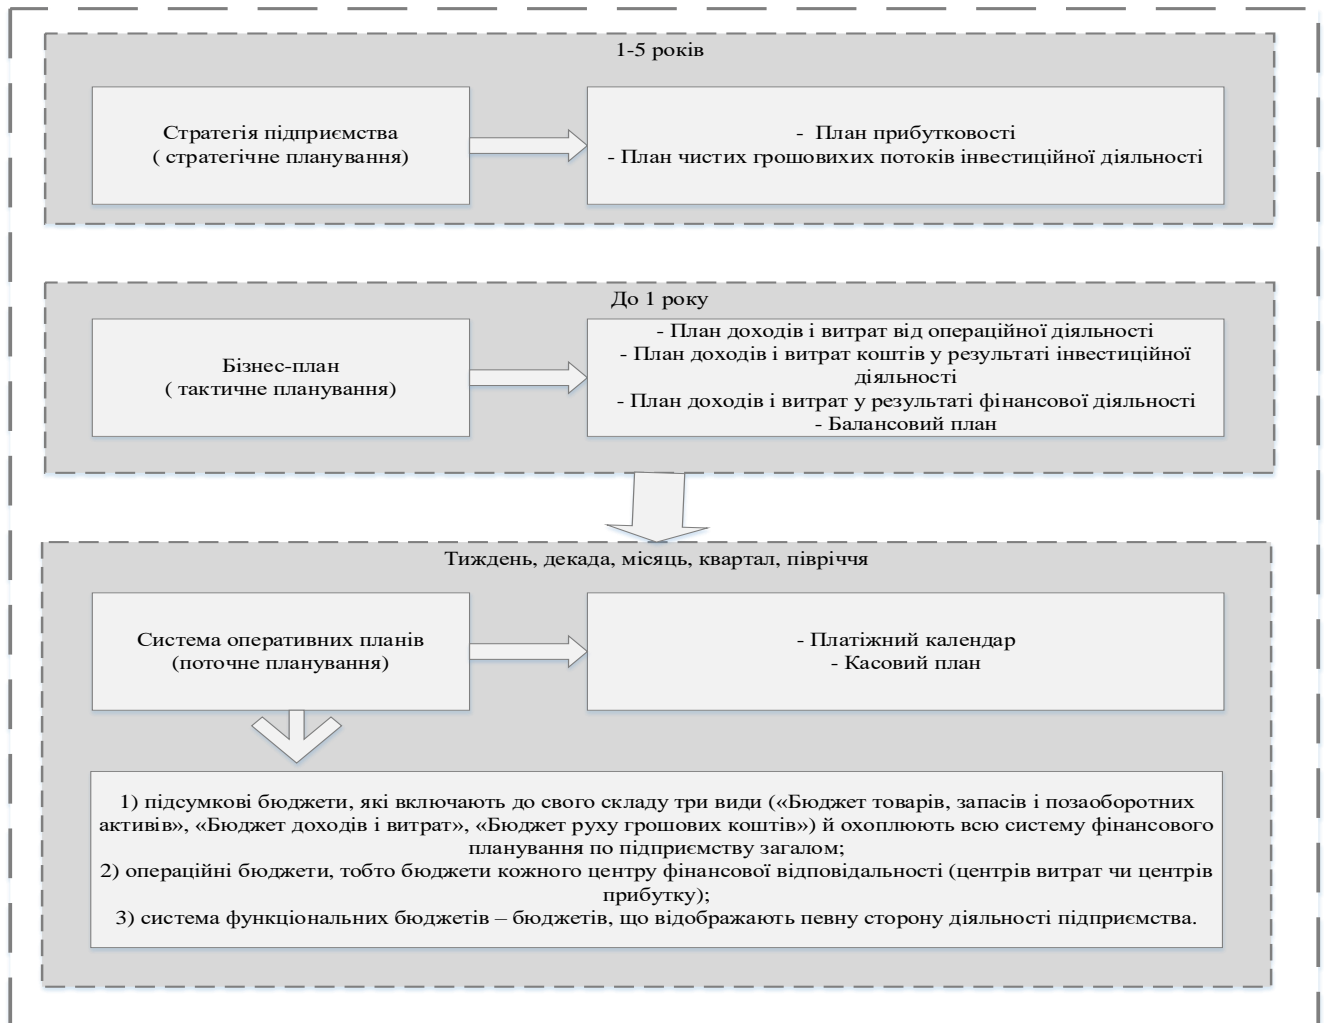 1-5 років
Стратегія підприємства
( стратегічне планування)
- План прибутковості
- План чистих грошовихих потоків інвестиційної діяльності
До 1 року
Бізнес-план
( тактичне планування)
- План доходів і витрат від операційної діяльності
- План доходів і витрат коштів у результаті інвестиційної
діяльності
- План доходів і витрат у результаті фінансової діяльності
- Балансовий план
Тиждень, декада, місяць, квартал, півріччя
Система оперативних планів
(поточне планування)
- Платіжний календар
- Касовий план
1) підсумкові бюджети, які включають до свого складу три види («Бюджет товарів, запасів і позаоборотних
активів», «Бюджет доходів і витрат», «Бюджет руху грошових коштів») й охоплюють всю систему фінансового
планування по підприємству загалом;
2) операційні бюджети, тобто бюджети кожного центру фінансової відповідальності (центрів витрат чи центрів
прибутку);
3) система функціональних бюджетів – бюджетів, що відображають певну сторону діяльності підприємства.